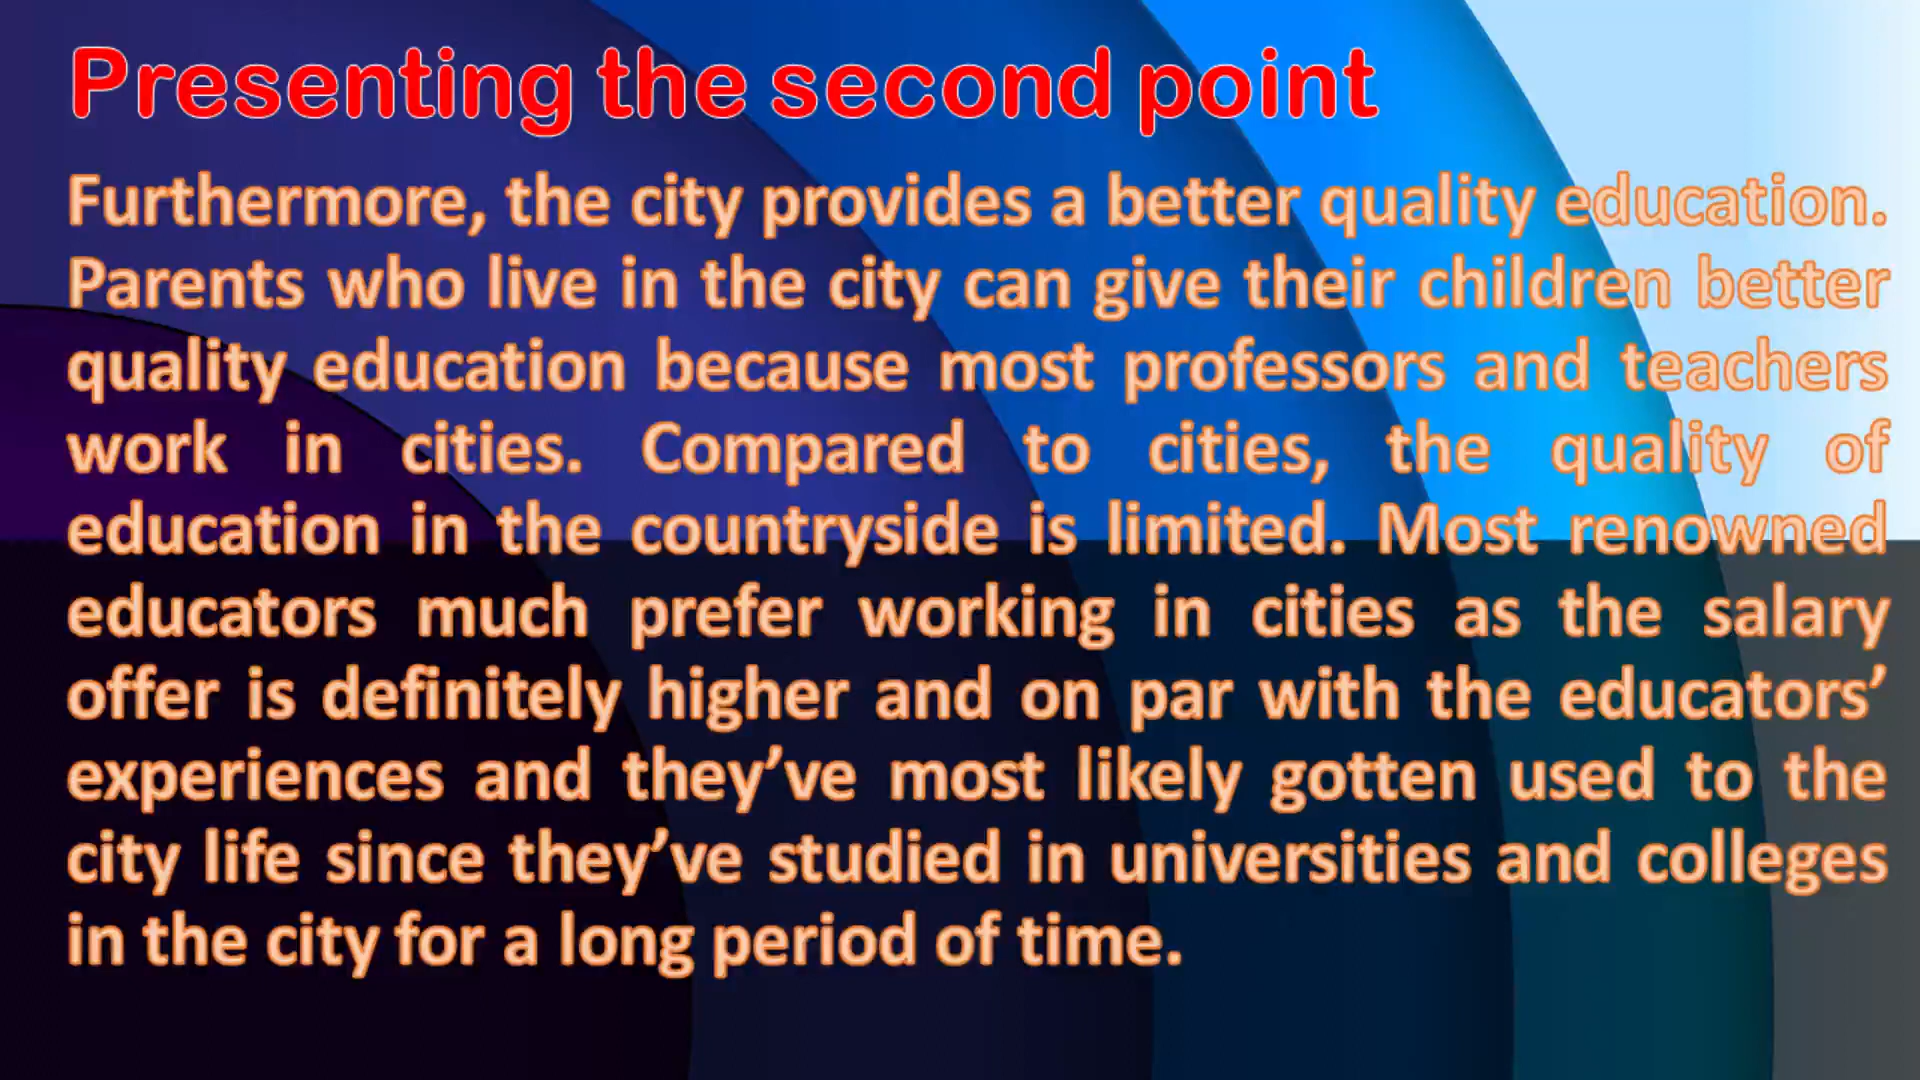 Presenting the second point
Furthermore, the city provides a better quality education.
Parents who live in the city can give their children better
quality education because most professors and teachers
work in cities. Compared to cities, the quality of
education in the countryside is limited. Most renowned
educators much prefer working in cities as the salary
offer is definitely higher and on par with the educators’
experiences and they’ve most likely gotten used to the
city life since they’ve studied in universities and colleges
in the city for a long period of time.